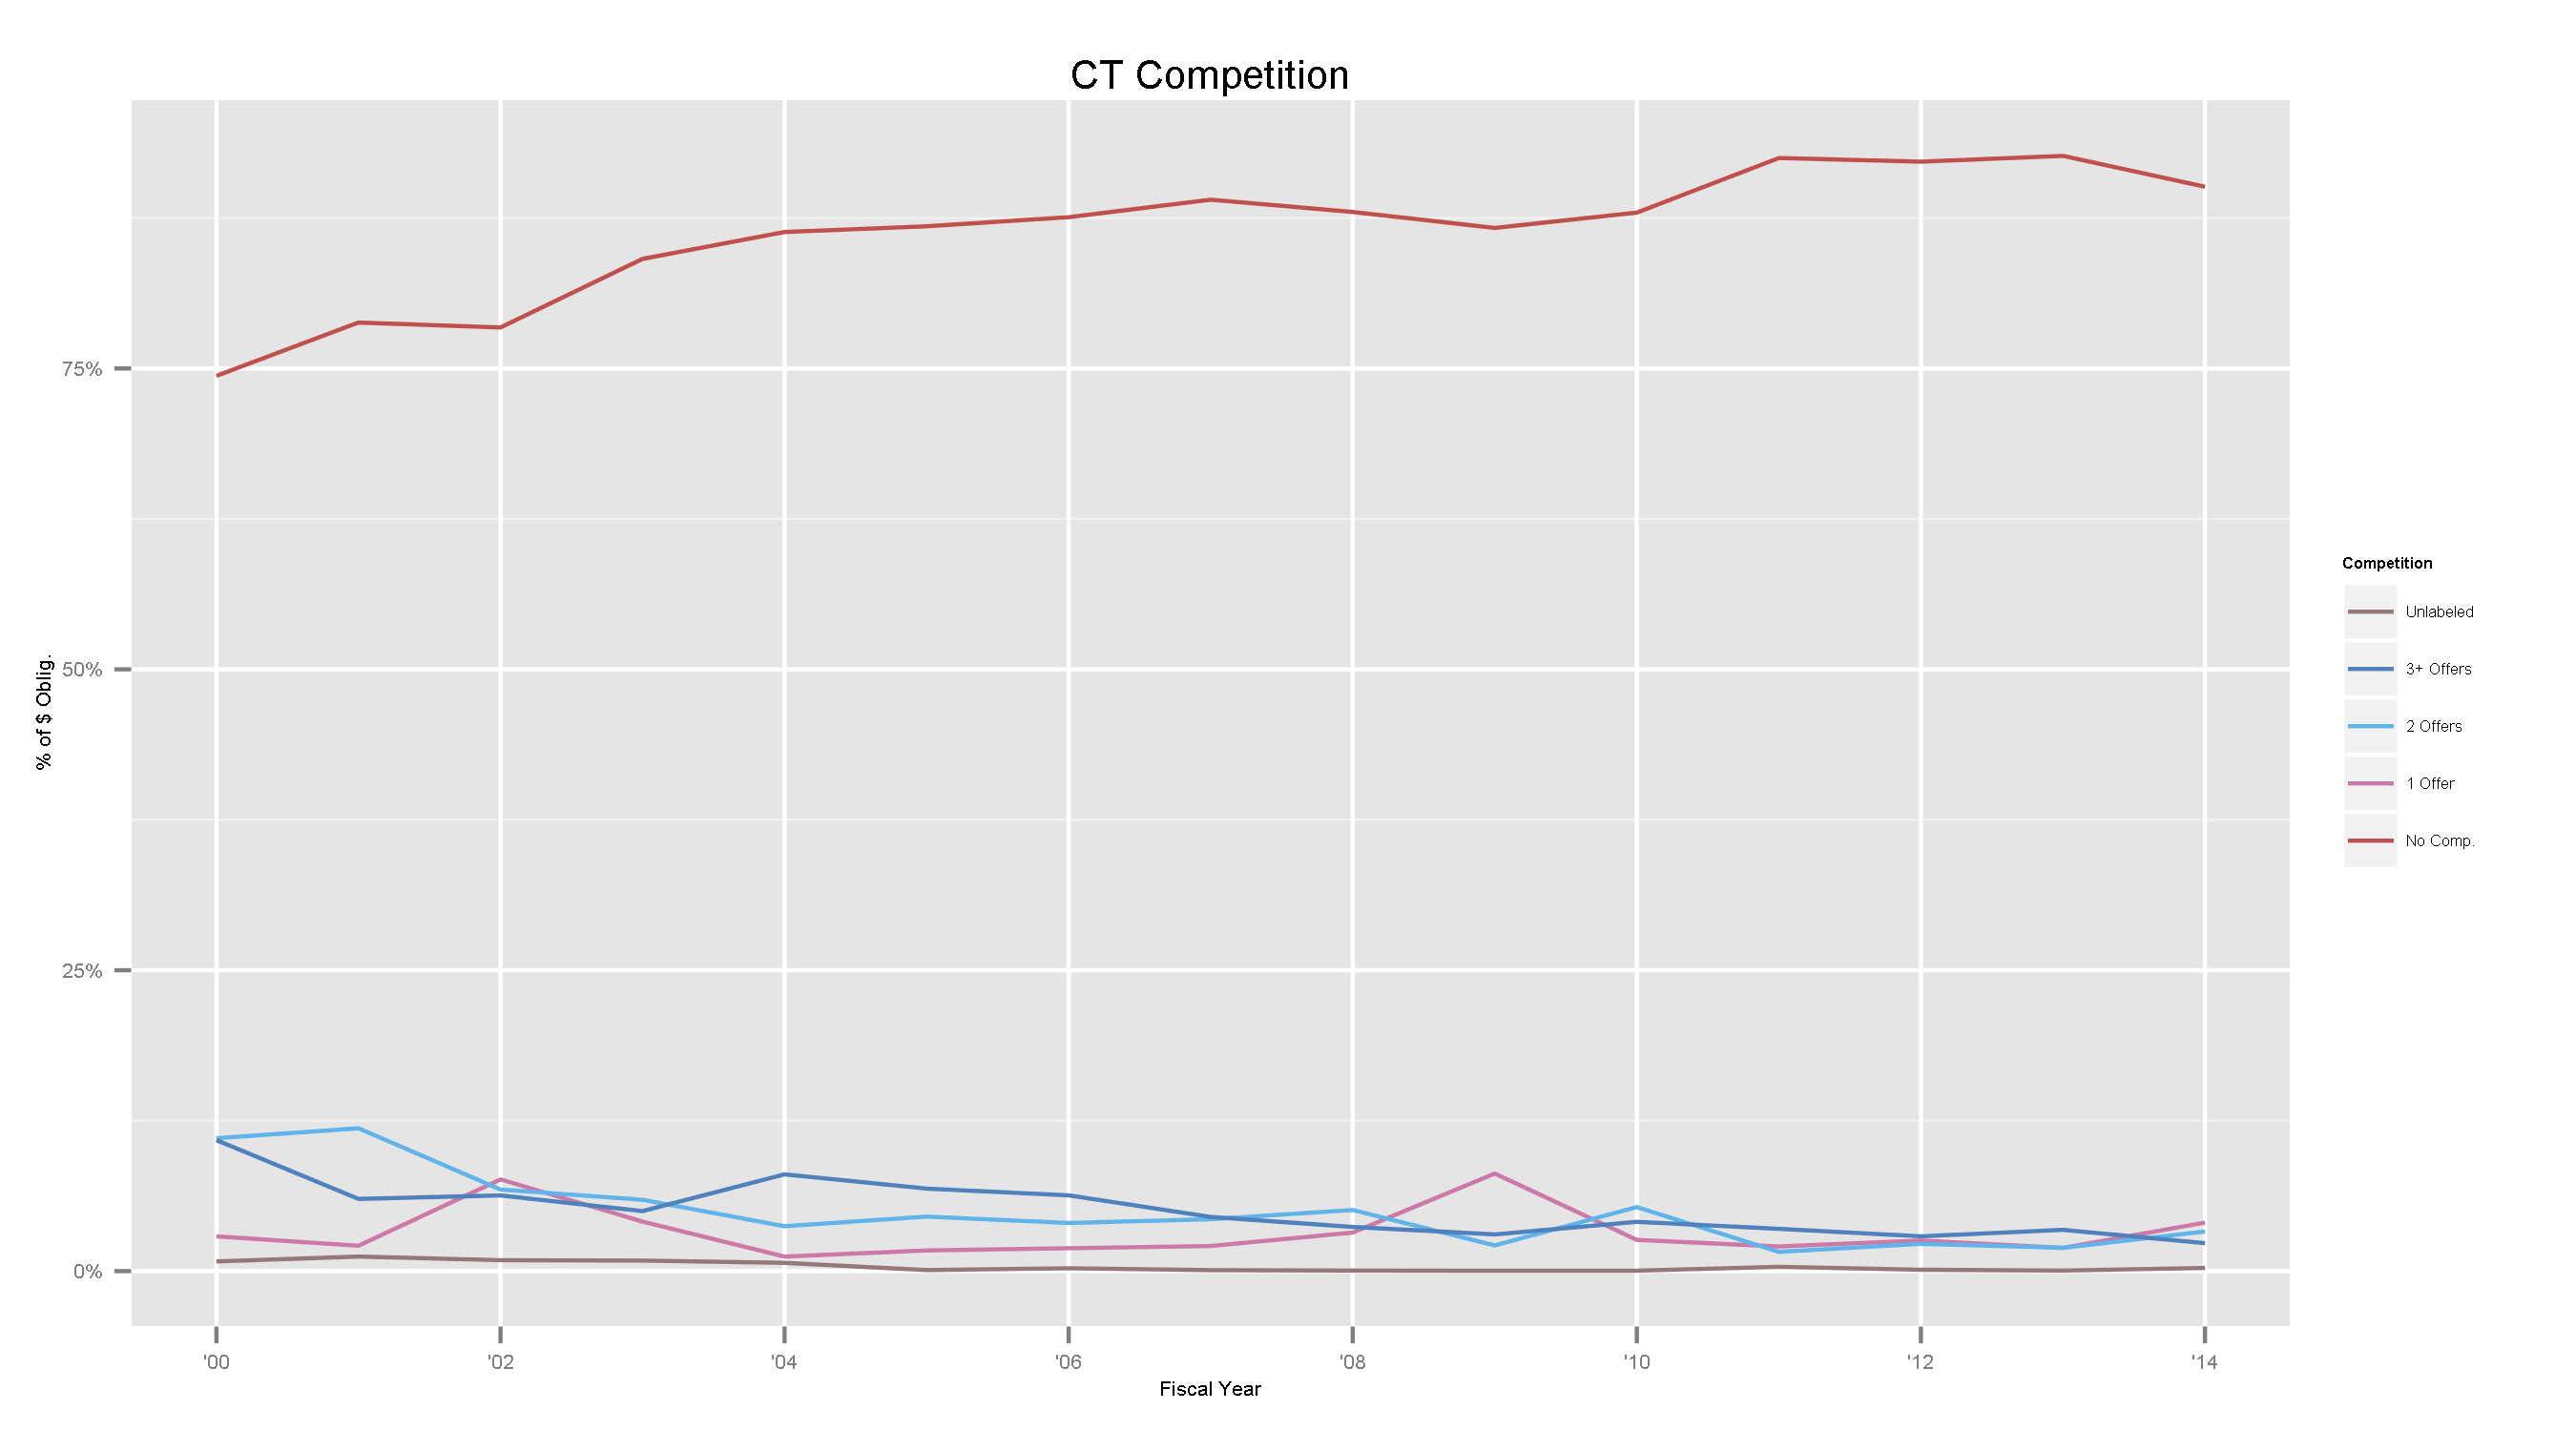 CT Competition
% of $ Oblig.
75%
50%
25%
0%
'00 '02 '04 '06 '08 '10 '12 '14
Fiscal Year
Competition
Unlabeled
3+ Offers
2 Offers
1 Offer
No Comp.